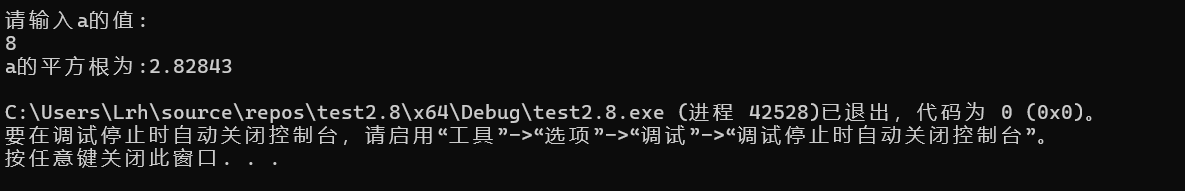 请输入a的值:
8
a的平方根为:2.82843
C:\Users\Lrh\source\repos\test2.8\x64\Debug\test2.8.exe (进程 42528)已退出，代码为 0 (0x0)。
要在调试停止时自动关闭控制台，请启用“工具”->“选项”->“调试”->“调试停止时自动关闭控制台”。
按任意键关闭此窗口. . .